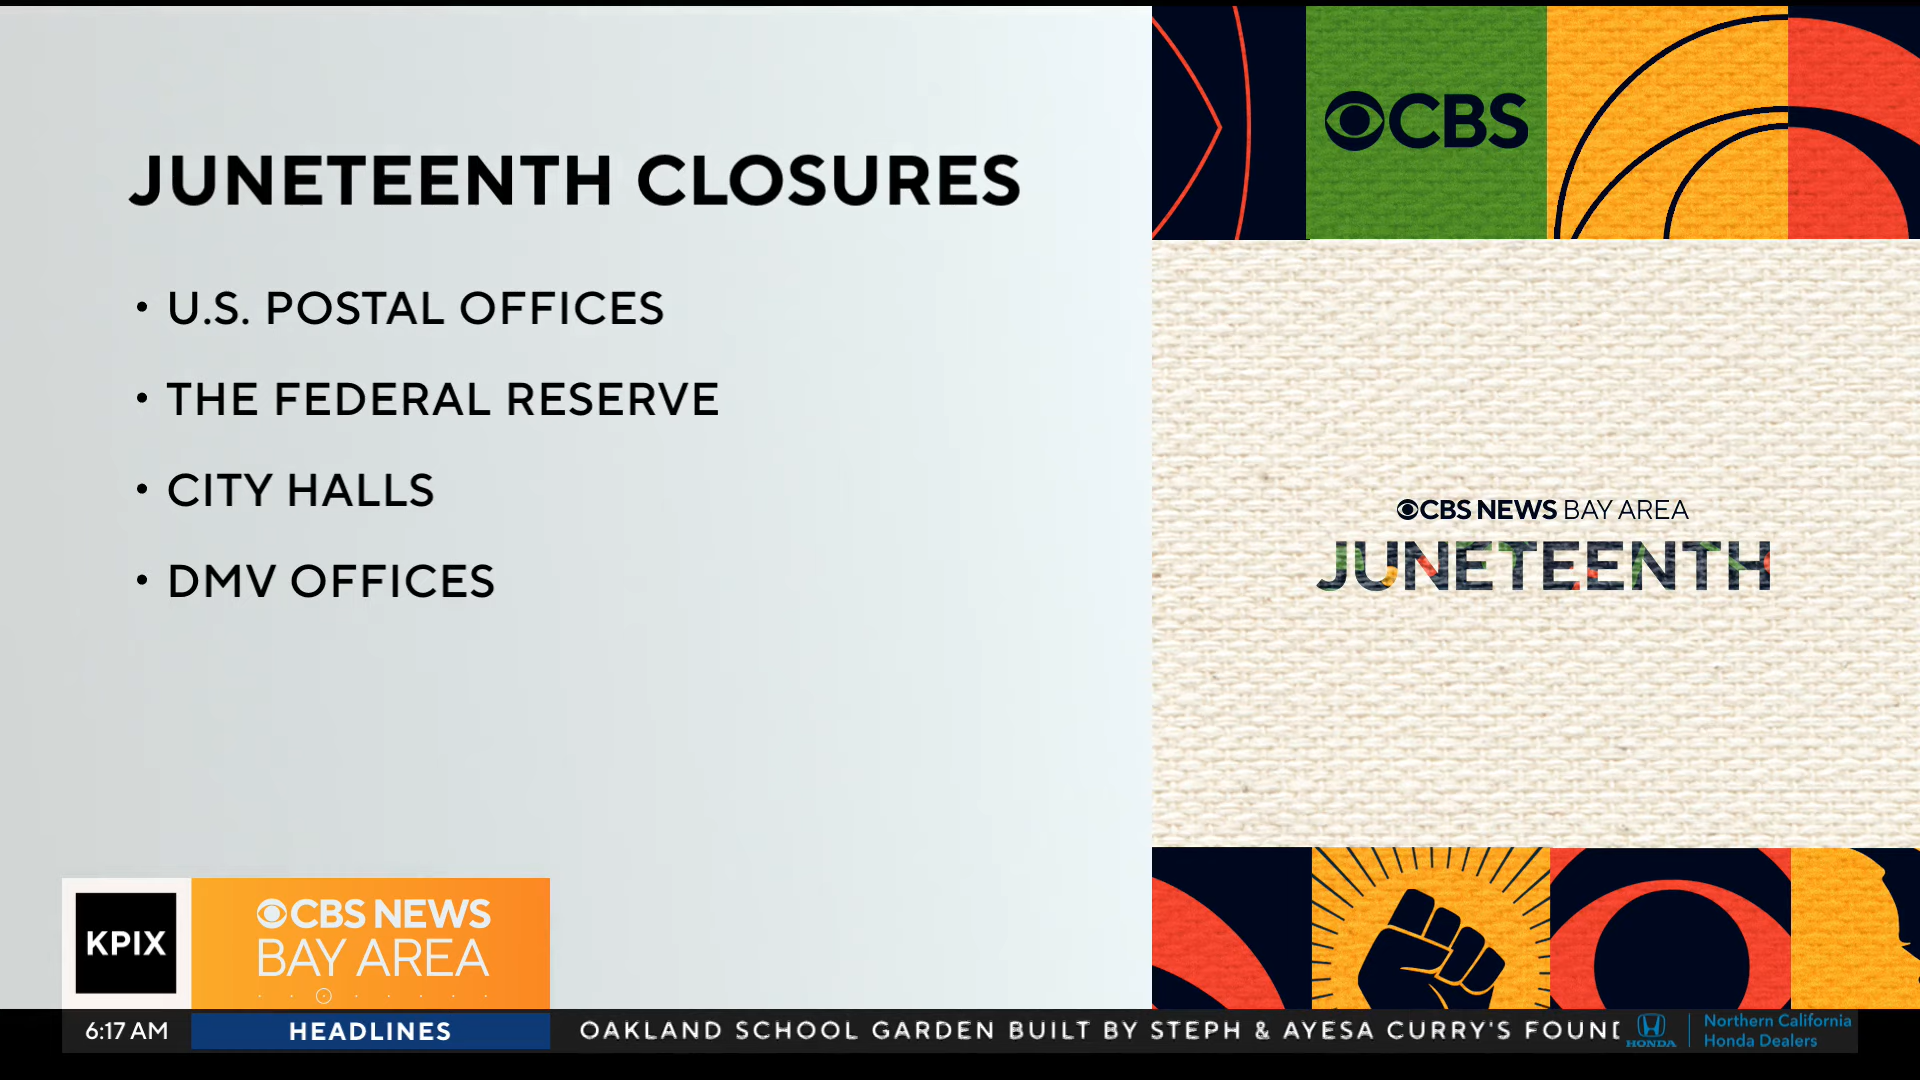 JUNETEENTH CLOSURES
• U.S. POSTAL OFFICES
• THE FEDERAL RESERVE
• CITY HALLS
• DMV OFFICES
CBS
CBS NEWS BAY AREA
JUNETEENTH
KPIX
CBS NEWS
BAY AREA
6:17 AM
HEADLINES
OAKLAND SCHOOL GARDEN BUILT BY STEPH & AYESA CURRY'S FOUN
HONDA
Northern California
Honda Dealers